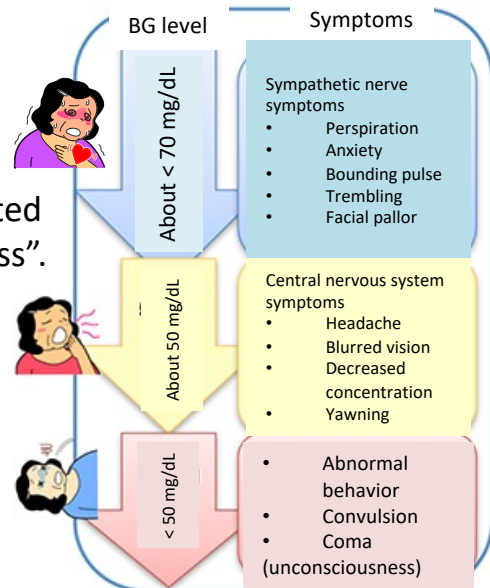 BG level
Symptoms
About < 70 mg/dL
Sympathetic nerve
symptoms
• Perspiration
• Anxiety
• Bounding pulse
• Trembling
• Facial pallor
ted
ss”.
About 50 mg/dL
Central nervous system
symptoms
• Headache
• Blurred vision
• Decreased
concentration
• Yawning
< 50 mg/dL
• Abnormal
behavior
• Convulsion
• Coma
(unconsciousness)